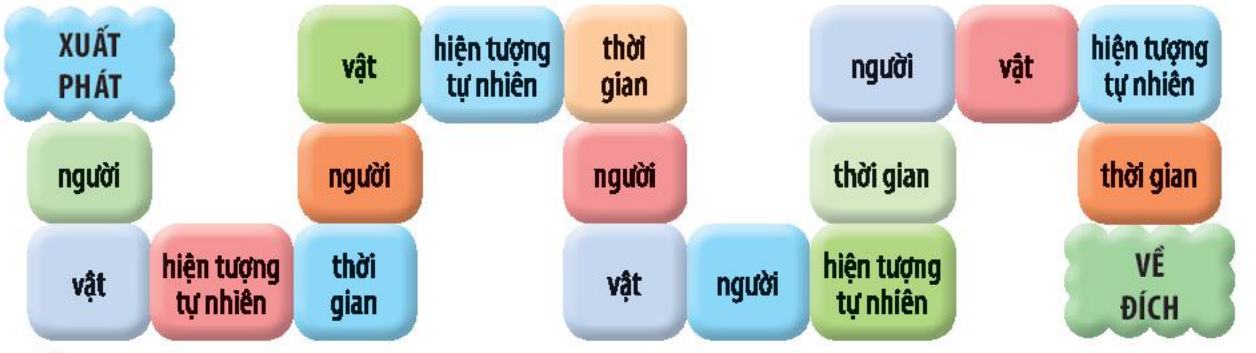 XUẤT
PHÁT
vật
hiện tượng
tự nhiên
thời
gian
người
vật
hiện tượng
tự nhiên
người
người
người
thời gian
thời gian
vật
hiện tượng
tự nhiên
thời
gian
vật
người
hiện tượng
tự nhiên
VỀ
ĐÍCH